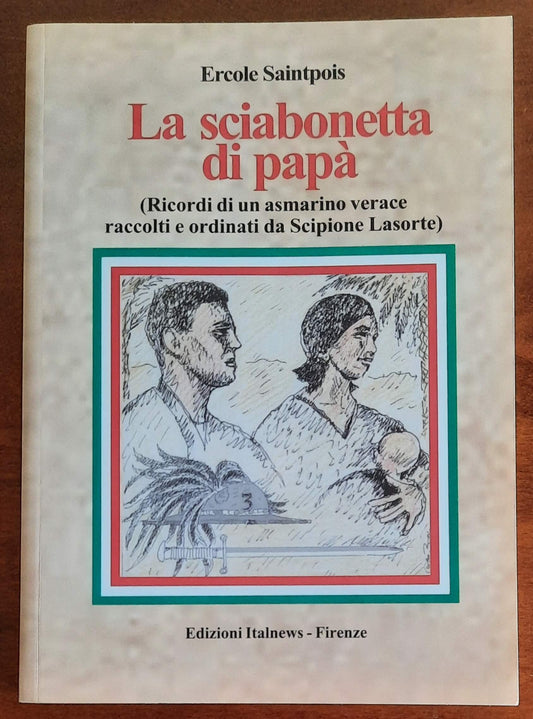 Ercole Saintpois
La sciabonetta
di papà
(Ricordi di un asmarino verace
raccolti e ordinati da Scipione Lasorte)
3
Edizioni Italnews - Firenze